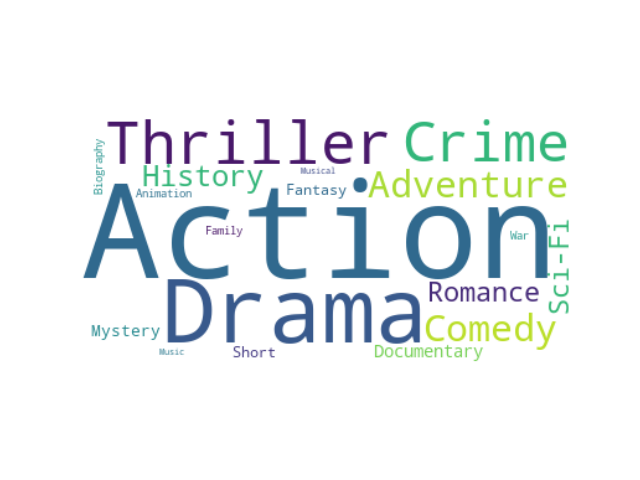 Thriller
Crime
Biography
History
Musical
Animation
Fantasy
Adventure
Action
Family
War
Sci-Fi
Drama
Romance
Mystery
Comedy
Music
Short
Documentary